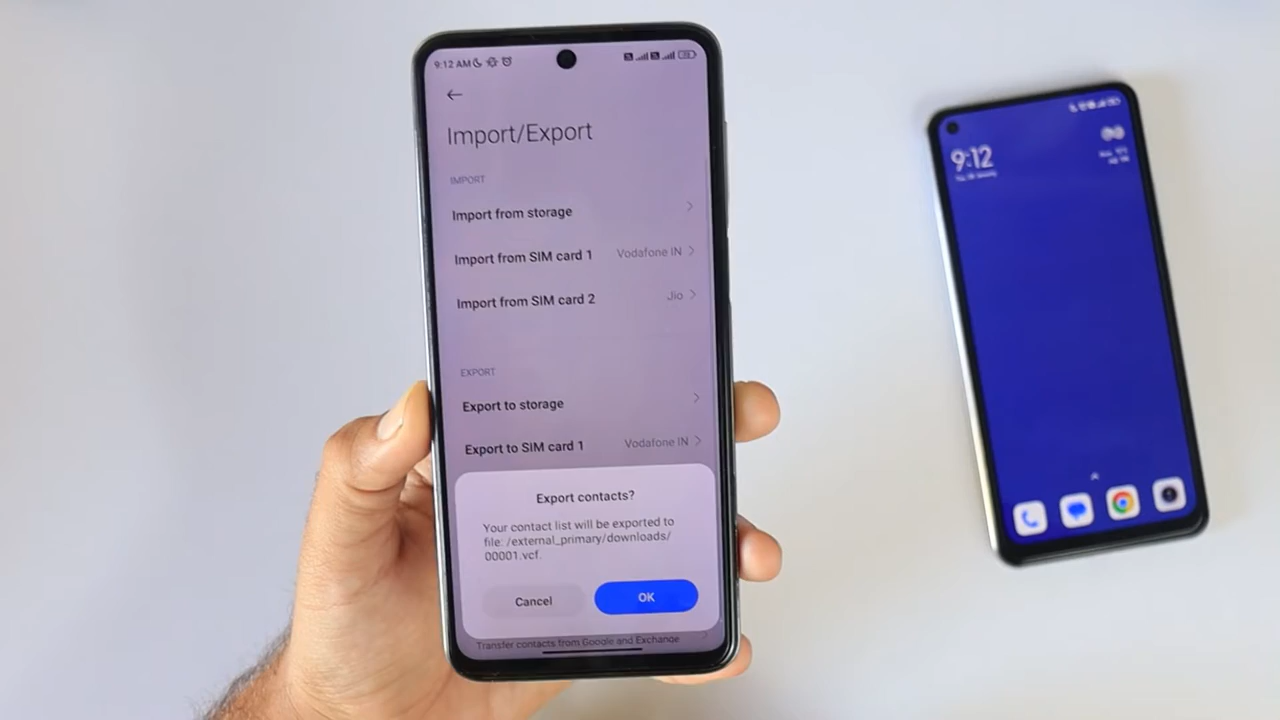 9:12 AM
Import/Export
IMPORT
Import from storage
Import from SIM card 1 Vodafone IN
Import from SIM card 2 Jio
EXPORT
Export to storage
Export to SIM card 1 Vodafone IN
Export contacts?
Your contact list will be exported to
file: /external_primary/downloads/
00001.vcf.
Cancel OK
Transfer contacts from Google and Exchange
9:12